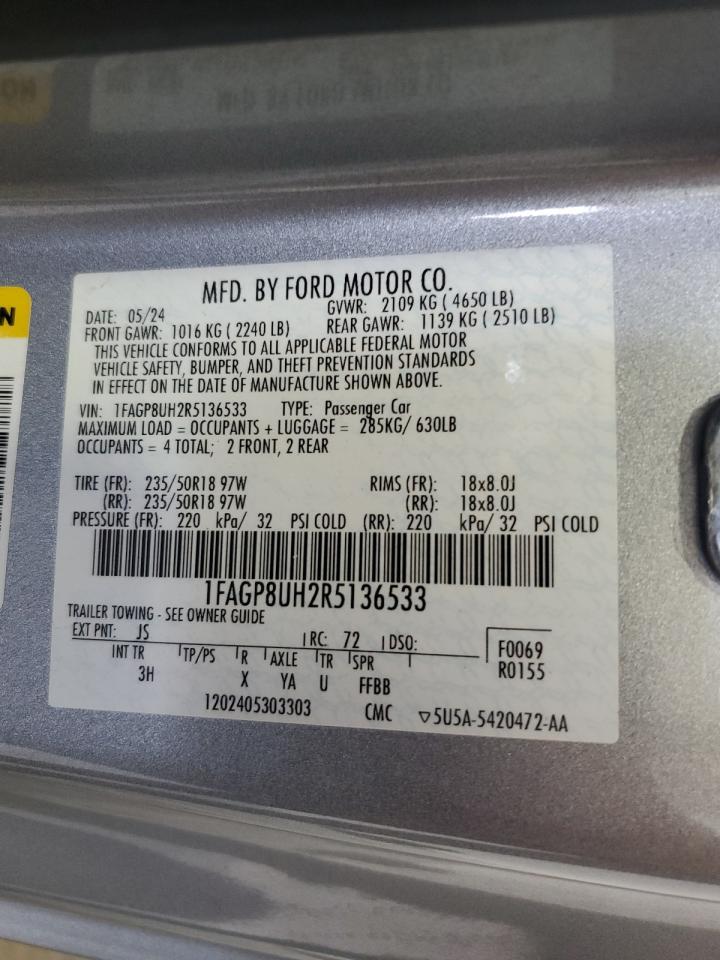 MFD. BY FORD MOTOR CO.
DATE: 05/24 GVWR: 2109 KG ( 4650 LB)
FRONT GAWR: 1016 KG ( 2240 LB) REAR GAWR: 1139 KG ( 2510 LB)
THIS VEHICLE CONFORMS TO ALL APPLICABLE FEDERAL MOTOR
VEHICLE SAFETY, BUMPER, AND THEFT PREVENTION STANDARDS
IN EFFECT ON THE DATE OF MANUFACTURE SHOWN ABOVE.
VIN: 1FAGP8UH2R5136533 TYPE: Passenger Car
MAXIMUM LOAD = OCCUPANTS + LUGGAGE = 285KG/ 630LB
OCCUPANTS = 4 TOTAL; 2 FRONT, 2 REAR
TIRE (FR): 235/50R18 97W RIMS (FR): 18x8.0J
(RR): 235/50R18 97W (RR): 18x8.0J
PRESSURE (FR): 220 kPa/ 32 PSI COLD (RR): 220 kPa/ 32 PSI COLD
1FAGP8UH2R5136533
TRAILER TOWING - SEE OWNER GUIDE
EXT PNT: JS RC: 72 DSO: F0069
INT TR TP/PS R AXLE TR SPR R0155
3H X YA U FFBB
1202405303303 CMC ▽5U5A-5420472-AA
N